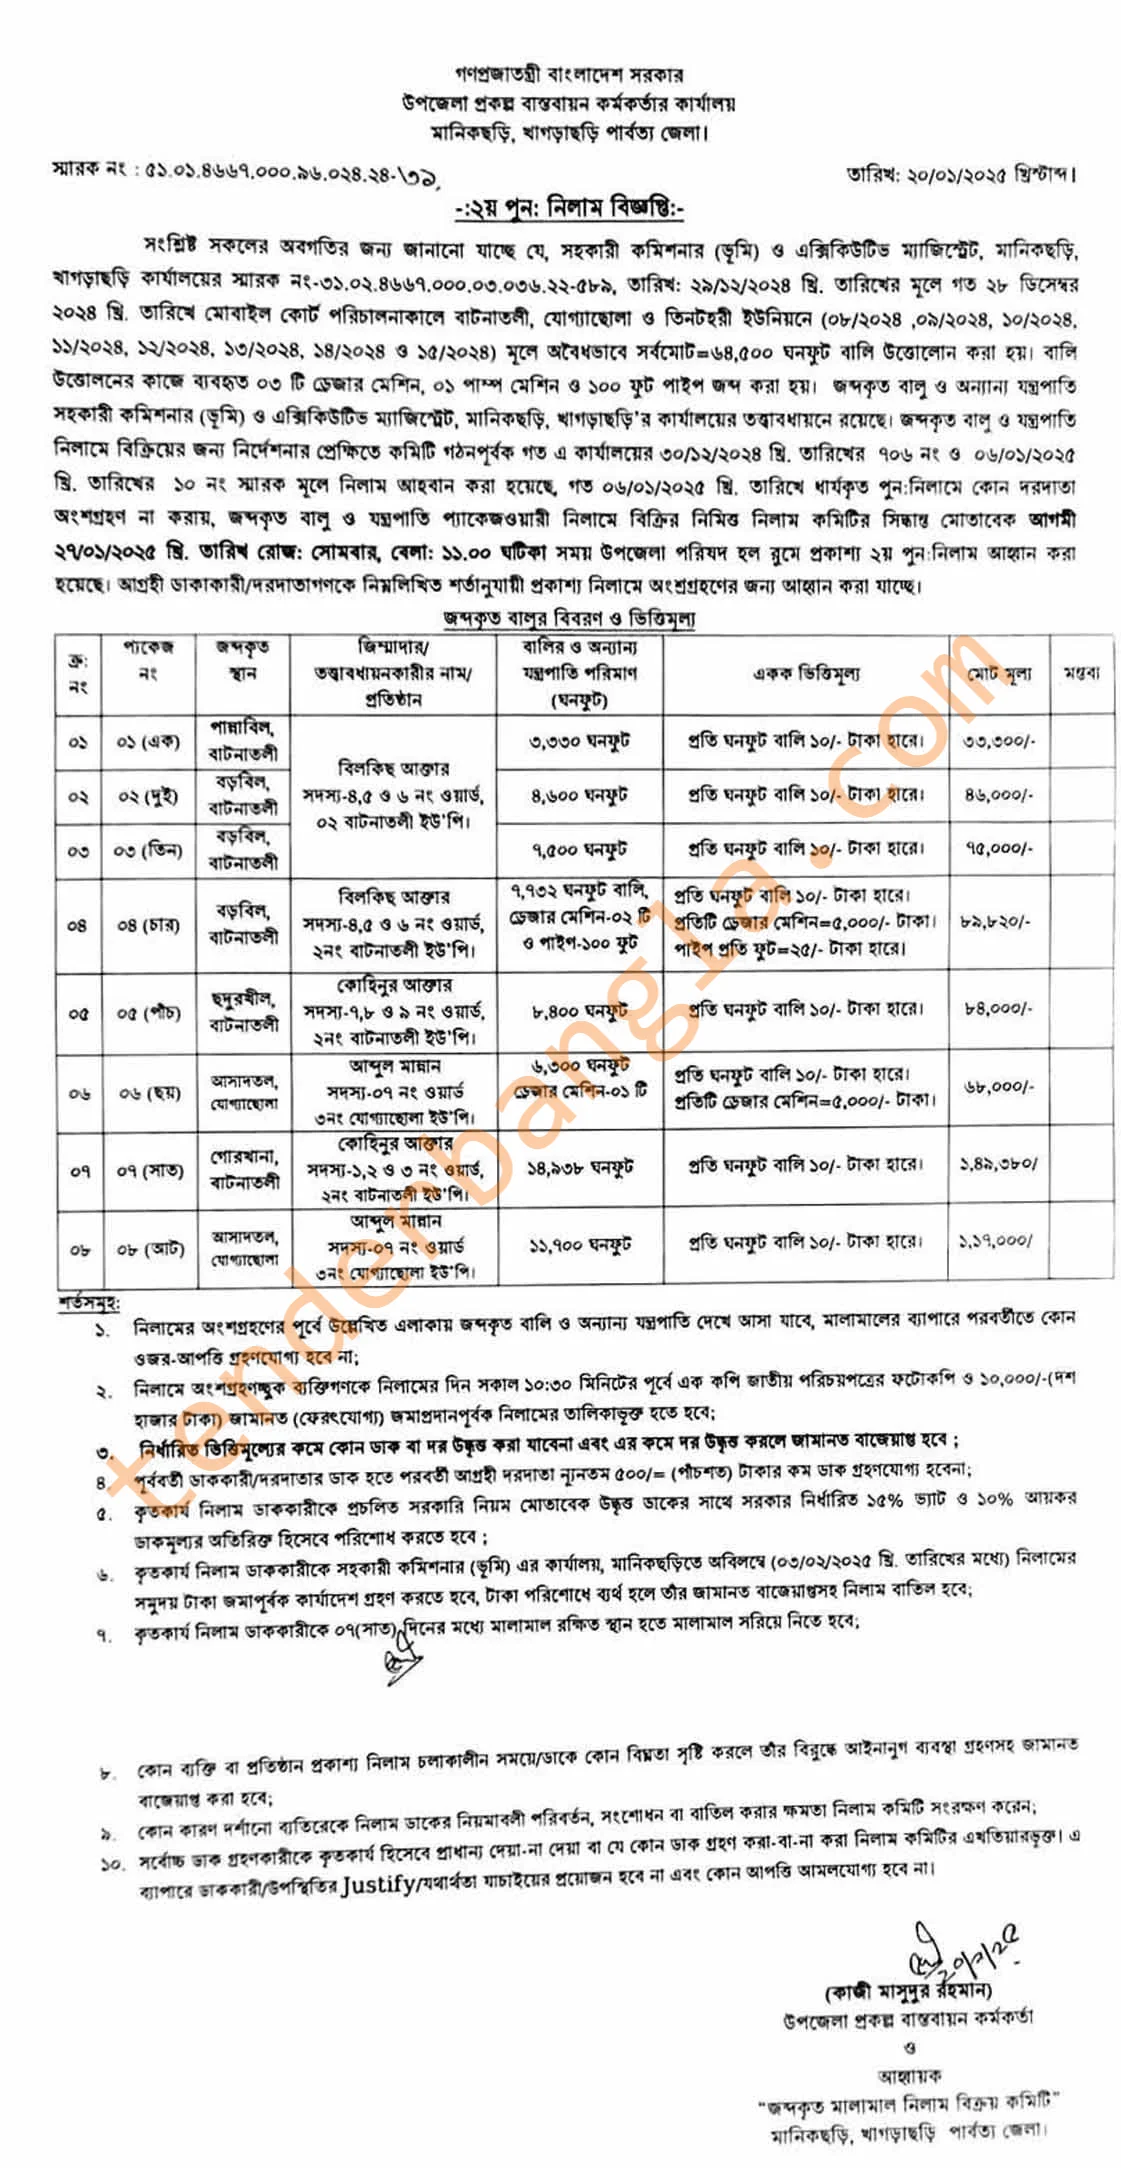 গণপ্রজাতন্ত্রী বাংলাদেশ সরকার
উপজেলা প্রকল্প বাস্তবায়ন কর্মকর্তার কার্যালয়
মানিকছড়ি, খাগড়াছড়ি পার্বত্য জেলা।
স্মারক নং : ৫১.০১.৪৬৬৭.০০০.৯৬.০২৪.২৪-৩৯ তারিখ: ২০/০১/২০২৫ খ্রিস্টাব্দ।
-:২য় পুন: নিলাম বিজ্ঞপ্তি:-
সংশ্লিষ্ট সকলের অবগতির জন্য জানানো যাচ্ছে যে, সহকারী কমিশনার (ভূমি) ও এক্সিকিউটিভ ম্যাজিস্ট্রেট, মানিকছড়ি,
খাগড়াছড়ি কার্যালয়ের স্মারক নং-৩১.০২.৪৬৬৭.০০০.০৩.০৩৬.২২-৫৮৯, তারিখ: ২৯/১২/২০২৪ খ্রি. তারিখের মূলে গত ২৮ ডিসেম্বর
২০২৪ খ্রি. তারিখে মোবাইল কোর্ট পরিচালনাকালে বাটনাতলী, যোগ্যাছোলা ও তিনটহরী ইউনিয়নে (০৮/২০২৪ ,০৯/২০২৪, ১০/২০২৪,
১১/২০২৪, ১২/২০২৪, ১৩/২০২৪, ১৪/২০২৪ ও ১৫/২০২৪) মূলে অবৈধভাবে সর্বমোট=৬৪,৫০০ ঘনফুট বালি উত্তোলোন করা হয়। বালি
উত্তোলনের কাজে ব্যবহৃত ০৩ টি ড্রেজার মেশিন, ০১ পাম্প মেশিন ও ১০০ ফুট পাইপ জব্দ করা হয়। জব্দকৃত বালু ও অন্যান্য যন্ত্রপাতি
সহকারী কমিশনার (ভূমি) ও এক্সিকিউটিভ ম্যাজিস্ট্রেট, মানিকছড়ি, খাগড়াছড়ি'র কার্যালয়ের তত্ত্বাবধায়নে রয়েছে। জব্দকৃত বালু ও যন্ত্রপাতি
নিলামে বিক্রিয়ের জন্য নির্দেশনার প্রেক্ষিতে কমিটি গঠনপূর্বক গত এ কার্যালয়ের ৩০/১২/২০২৪ খ্রি. তারিখের ৭০৬ নং ও ০৬/০১/২০২৫
খ্রি. তারিখের ১০ নং স্মারক মূলে নিলাম আহবান করা হয়েছে, গত ০৬/০১/২০২৫ খ্রি. তারিখে ধার্যকৃত পুন:নিলামে কোন দরদাতা
অংশগ্রহণ না করায়, জব্দকৃত বালু ও যন্ত্রপাতি প্যাকেজওয়ারী নিলামে বিক্রির নিমিত্ত নিলাম কমিটির সিদ্ধান্ত মোতাবেক আগামী
২৭/০১/২০২৫ খ্রি. তারিখ রোজ: সোমবার, বেলা: ১১.০০ ঘটিকা সময় উপজেলা পরিষদ হল রুমে প্রকাশ্য ২য় পুন:নিলাম আহ্বান করা
হয়েছে। আগ্রহী ডাকাকারী/দরদাতাগণকে নিম্নলিখিত শর্তানুযায়ী প্রকাশ্য নিলামে অংশগ্রহণের জন্য আহ্বান করা যাচ্ছে।
জব্দকৃত বালুর বিবরণ ও ভিত্তিমূল্য
ক্র: নং | প্যকেজ নং | জব্দকৃত স্থান | জিম্মাদার/ তত্ত্বাবধায়নকারীর নাম/ প্রতিষ্ঠান | বালির ও অন্যান্য যন্ত্রপাতি পরিমাণ (ঘনফুট) | একক ভিত্তিমূল্য | মোট মূল্য | মন্তব্য
০১ | ০১ (এক) | পান্নাবিল, বাটনাতলী | বিলকিছ আক্তার সদস্য-৪,৫ ও ৬ নং ওয়ার্ড, ০২ বাটনাতলী ইউ'পি। | ৩,৩৩০ ঘনফুট | প্রতি ঘনফুট বালি ১০/- টাকা হারে। | ৩৩,৩০০/-
০২ | ০২ (দুই) | বড়বিল, বাটনাতলী | ৪,৬০০ ঘনফুট | প্রতি ঘনফুট বালি ১০/- টাকা হারে। | ৪৬,০০০/-
০৩ | ০৩ (তিন) | বড়বিল, বাটনাতলী | ৭,৫০০ ঘনফুট | প্রতি ঘনফুট বালি ১০/- টাকা হারে। | ৭৫,০০০/-
০৪ | ০৪ (চার) | বড়বিল, বাটনাতলী | বিলকিছ আক্তার সদস্য-৪,৫ ও ৬ নং ওয়ার্ড, ২নং বাটনাতলী ইউ'পি। | ৭,৭৩২ ঘনফুট বালি, ড্রেজার মেশিন-০২ টি ও পাইপ-১০০ ফুট | প্রতি ঘনফুট বালি ১০/- টাকা হারে। প্রতিটি ড্রেজার মেশিন=৫,০০০/- টাকা। পাইপ প্রতি ফুট=২৫/- টাকা হারে। | ৮৯,৮২০/-
০৫ | ০৫ (পাঁচ) | ছদুরখীল, বাটনাতলী | কোহিনুর আক্তার সদস্য-৭,৮ ও ৯ নং ওয়ার্ড, ২নং বাটনাতলী ইউ'পি। | ৮,৪০০ ঘনফুট | প্রতি ঘনফুট বালি ১০/- টাকা হারে। | ৮৪,০০০/-
০৬ | ০৬ (ছয়) | আসাদতল, যোগ্যাছোলা | আব্দুল মান্নান সদস্য-০৭ নং ওয়ার্ড ৩নং যোগ্যাছোলা ইউ'পি। | ৬,৩০০ ঘনফুট ড্রেজার মেশিন-০১ টি | প্রতি ঘনফুট বালি ১০/- টাকা হারে। প্রতিটি ড্রেজার মেশিন=৫,০০০/- টাকা। | ৬৮,০০০/-
০৭ | ০৭ (সাত) | গোরখানা, বাটনাতলী | কোহিনুর আক্তার সদস্য-১,২ ও ৩ নং ওয়ার্ড, ২নং বাটনাতলী ইউ'পি। | ১৪,৯৩৮ ঘনফুট | প্রতি ঘনফুট বালি ১০/- টাকা হারে। | ১,৪৯,৩৮০/
০৮ | ০৮ (আট) | আসাদতল, যোগ্যাছোলা | আব্দুল মান্নান সদস্য-০৭ নং ওয়ার্ড ৩নং যোগ্যাছোলা ইউ'পি। | ১১,৭০০ ঘনফুট | প্রতি ঘনফুট বালি ১০/- টাকা হারে। | ১,১৭,০০০/
শর্তসমূহ:
১. নিলামের অংশগ্রহণের পূর্বে উল্লেখিত এলাকায় জব্দকৃত বালি ও অন্যান্য যন্ত্রপাতি দেখে আসা যাবে, মালামালের ব্যাপারে পরবর্তীতে কোন
ওজর-আপত্তি গ্রহণযোগ্য হবে না;
২. নিলামে অংশগ্রহণচ্ছুক ব্যক্তিগণকে নিলামের দিন সকাল ১০:৩০ মিনিটের পূর্বে এক কপি জাতীয় পরিচয়পত্রের ফটোকপি ও ১০,০০০/-(দশ
হাজার টাকা) জামানত (ফেরৎযোগ্য) জমাপ্রদানপূর্বক নিলামের তালিকাভূক্ত হতে হবে;
৩. নির্ধারিত ভিত্তিমূল্যের কমে কোন ডাক বা দর উদ্ধৃত্ত করা যাবেনা এবং এর কমে দর উদ্ধৃত্ত করলে জামানত বাজেয়াপ্ত হবে ;
৪. পূর্ববর্তী ডাককারী/দরদাতার ডাক হতে পরবর্তী আগ্রহী দরদাতা ন্যূনতম ৫০০/= (পাঁচশত) টাকার কম ডাক গ্রহণযোগ্য হবেনা;
৫. কৃতকার্য নিলাম ডাককারীকে প্রচলিত সরকারি নিয়ম মোতাবেক উদ্ধৃত্ত ডাকের সাথে সরকার নির্ধারিত ১৫% ভ্যাট ও ১০% আয়কর
ডাকমূল্যর অতিরিক্ত হিসেবে পরিশোধ করতে হবে ;
৬. কৃতকার্য নিলাম ডাককারীকে সহকারী কমিশনার (ভূমি) এর কার্যালয়, মানিকছড়িতে অবিলম্বে (০৩/০২/২০২৫ খ্রি. তারিখের মধ্যে) নিলামের
সমুদয় টাকা জমাপূর্বক কার্যাদেশ গ্রহণ করতে হবে, টাকা পরিশোধে ব্যর্থ হলে তাঁর জামানত বাজেয়াপ্তসহ নিলাম বাতিল হবে;
৭. কৃতকার্য নিলাম ডাককারীকে ০৭(সাত) দিনের মধ্যে মালামাল রক্ষিত স্থান হতে মালামাল সরিয়ে নিতে হবে;
৮. কোন ব্যক্তি বা প্রতিষ্ঠান প্রকাশ্য নিলাম চলাকালীন সময়ে/ডাকে কোন বিঘ্নতা সৃষ্টি করলে তাঁর বিরুদ্ধে আইনানুগ ব্যবস্থা গ্রহণসহ জামানত
বাজেয়াপ্ত করা হবে;
৯. কোন কারণ দর্শানো ব্যতিরেকে নিলাম ডাকের নিয়মাবলী পরিবর্তন, সংশোধন বা বাতিল করার ক্ষমতা নিলাম কমিটি সংরক্ষণ করেন;
১০. সর্বোচ্চ ডাক গ্রহণকারীকে কৃতকার্য হিসেবে প্রাধান্য দেয়া-না দেয়া বা যে কোন ডাক গ্রহণ করা-বা-না করা নিলাম কমিটির এখতিয়ারভূক্ত। এ
ব্যাপারে ডাককারী/উপস্থিতির Justify/যথার্থতা যাচাইয়ের প্রয়োজন হবে না এবং কোন আপত্তি আমলযোগ্য হবে না।
২০/১/২৫
(কাজী মাসুদুর রহমান)
উপজেলা প্রকল্প বাস্তবায়ন কর্মকর্তা
ও
আহ্বায়ক
"জব্দকৃত মালামাল নিলাম বিক্রয় কমিটি"
মানিকছড়ি, খাগড়াছড়ি পার্বত্য জেলা।
tenderbangla.com